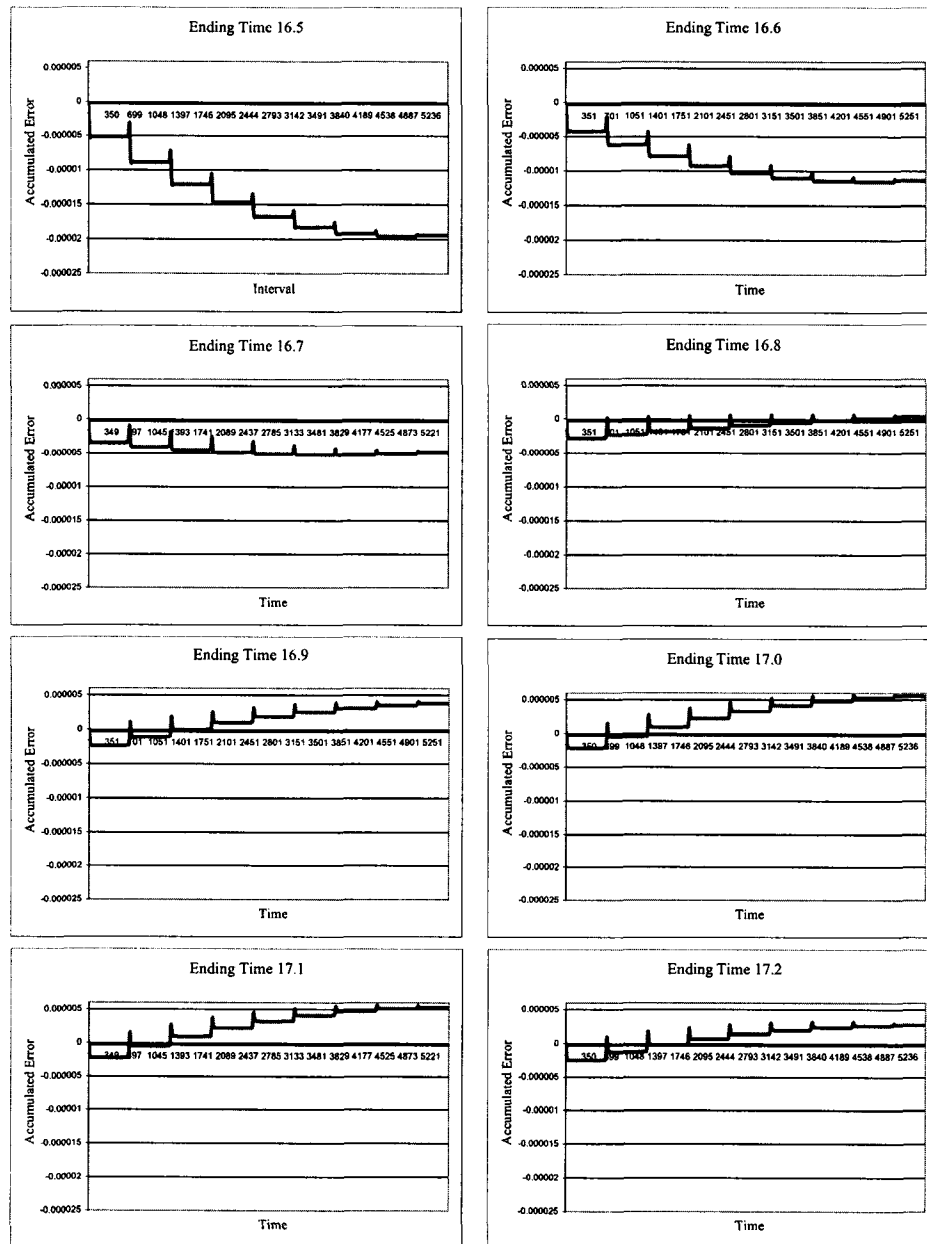 Ending Time 16.5
Accumulated Error
0.000005
0
-0.000005
-0.00001
-0.000015
-0.00002
-0.000025
350 699 1048 1397 1746 2095 2444 2793 3142 3491 3840 4189 4538 4887 5236
Interval
Ending Time 16.6
Accumulated Error
0.000005
0
-0.000005
-0.00001
-0.000015
-0.00002
-0.000025
351 701 1051 1401 1751 2101 2451 2801 3151 3501 3851 4201 4551 4901 5251
Time
Ending Time 16.7
Accumulated Error
0.000005
0
-0.000005
-0.00001
-0.000015
-0.00002
-0.000025
349 1045 1741 2089 2437 2785 3133 3481 3829 4177 4525 4873 5221
Time
Ending Time 16.8
Accumulated Error
0.000005
0
-0.000005
-0.00001
-0.000015
-0.00002
-0.000025
351 1051 2101 2451 2801 3151 3501 3851 4201 4551 4901 5251
Time
Ending Time 16.9
Accumulated Error
0.000005
0
-0.000005
-0.00001
-0.000015
-0.00002
-0.000025
351 1051 1401 1751 2101 2451 2801 3151 3501 3851 4201 4551 4901 5251
Time
Ending Time 17.0
Accumulated Error
0.000005
0
-0.000005
-0.00001
-0.000015
-0.00002
-0.000025
350 1048 1397 1746 2095 2444 2793 3142 3491 3840 4189 4538 4887 5236
Time
Ending Time 17.1
Accumulated Error
0.000005
0
-0.000005
-0.00001
-0.000015
-0.00002
-0.000025
349 1045 1393 1741 2089 2437 2785 3133 3481 3829 4177 4525 4873 5221
Time
Ending Time 17.2
Accumulated Error
0.000005
0
-0.000005
-0.00001
-0.000015
-0.00002
-0.000025
350 1048 1397 1746 2095 2444 2793 3142 3491 3840 4189 4538 4887 5236
Time